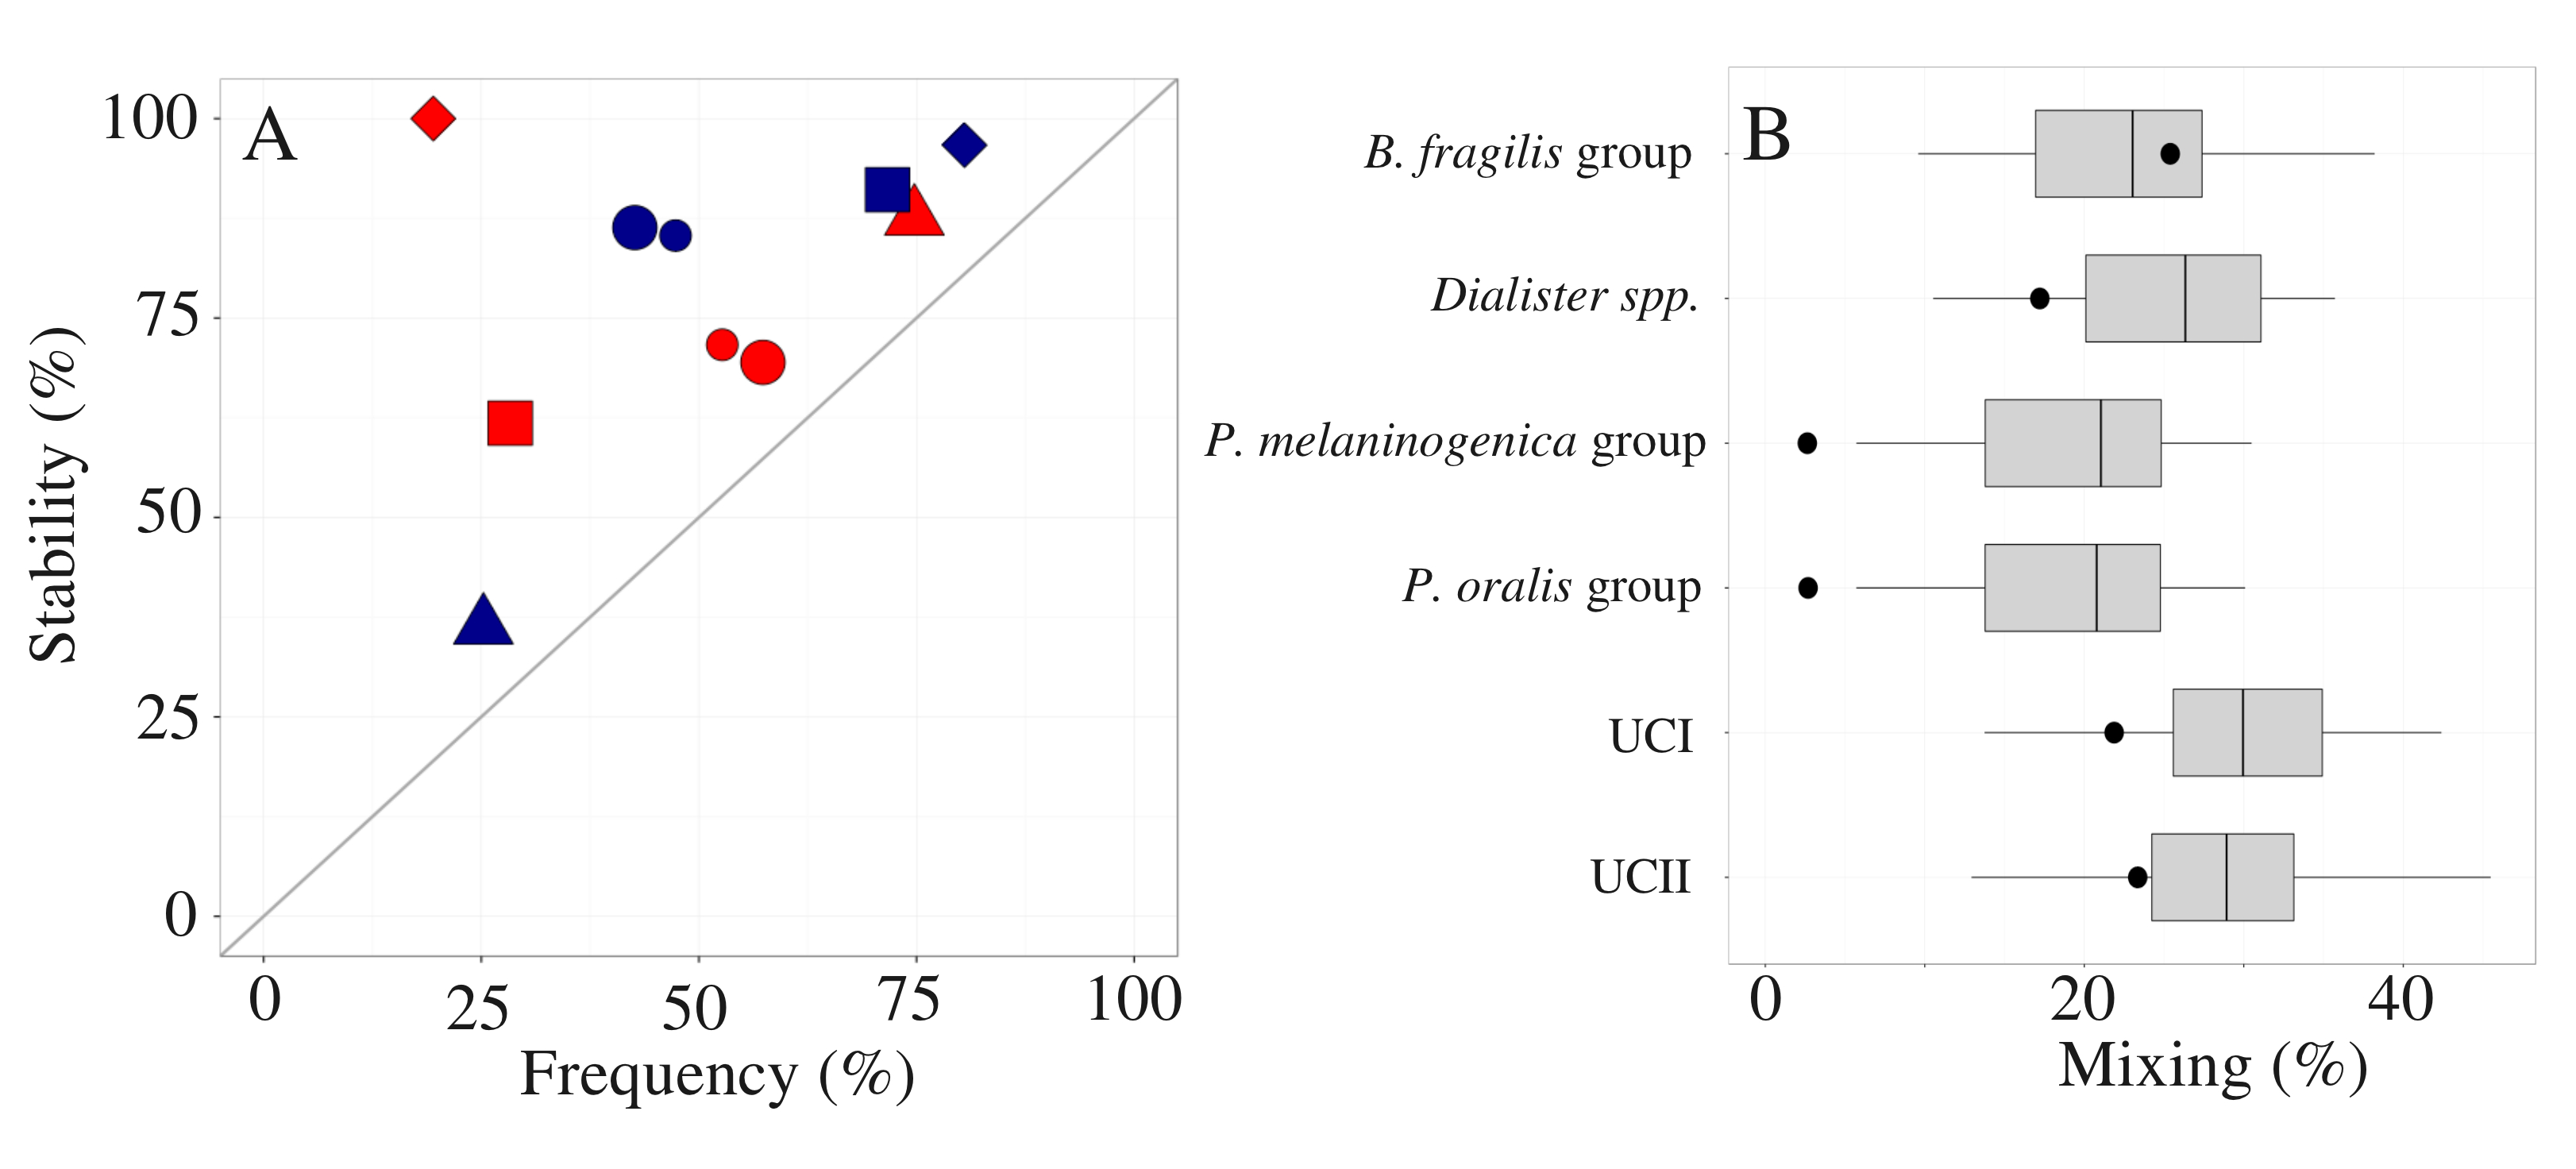 A
100
75
50
25
0
Stability (%)
0 25 50 75 100
Frequency (%)
B
B. fragilis group
Dialister spp.
P. melaninogenica group
P. oralis group
UCI
UCII
0 20 40
Mixing (%)